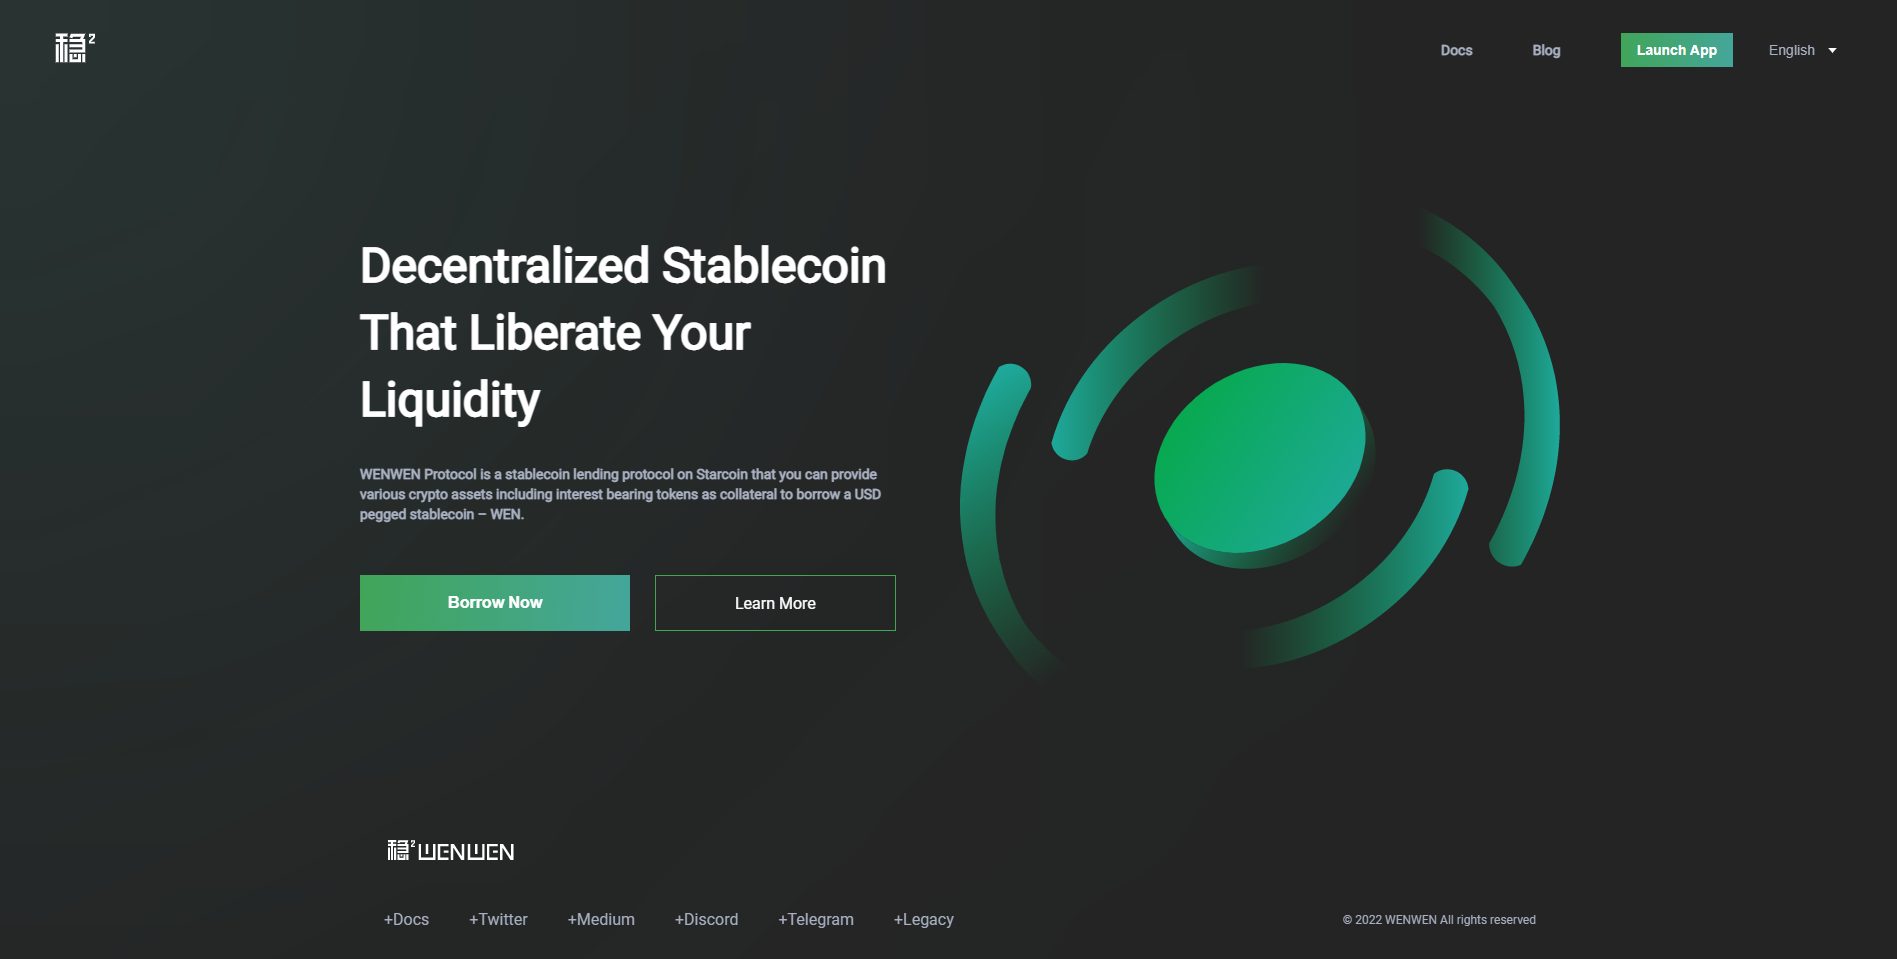 稳2
Docs
Blog
Launch App
English
Decentralized Stablecoin
That Liberate Your
Liquidity
WENWEN Protocol is a stablecoin lending protocol on Starcoin that you can provide
various crypto assets including interest bearing tokens as collateral to borrow a USD
pegged stablecoin – WEN.
Borrow Now
Learn More
稳2 WENWEN
+Docs
+Twitter
+Medium
+Discord
+Telegram
+Legacy
© 2022 WENWEN All rights reserved